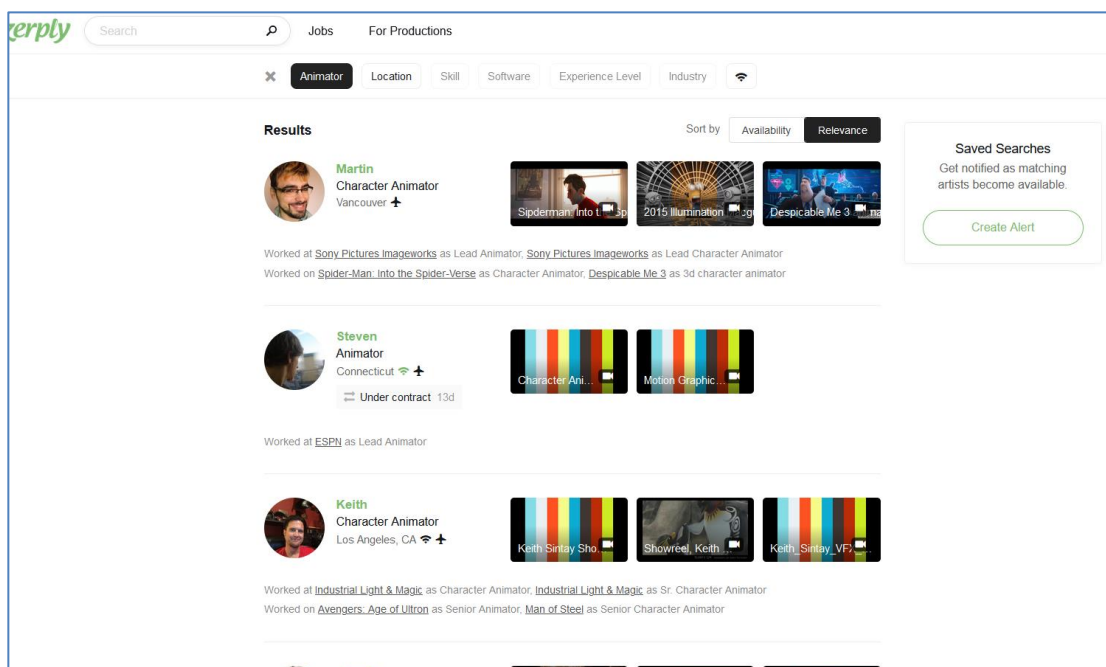 zerply
Search
Jobs
For Productions
Animator
Location
Skill
Software
Experience Level
Industry
Results
Sort by
Availability
Relevance
Saved Searches
Get notified as matching
artists become available.
Create Alert
Martin
Character Animator
Vancouver
Sipderman: Into t... Sp
2015 Illumination
Despicable Me 3
Worked at Sony Pictures Imageworks as Lead Animator, Sony Pictures Imageworks as Lead Character Animator
Worked on Spider-Man: Into the Spider-Verse as Character Animator, Despicable Me 3 as 3d character animator
Steven
Animator
Connecticut
Under contract 13d
Character Ani...
Motion Graphic...
Worked at ESPN as Lead Animator
Keith
Character Animator
Los Angeles, CA
Keith Sintay Sho...
Showreel, Keith
Keith_Sintay_VFX_...
Worked at Industrial Light & Magic as Character Animator, Industrial Light & Magic as Sr. Character Animator
Worked on Avengers: Age of Ultron as Senior Animator, Man of Steel as Senior Character Animator